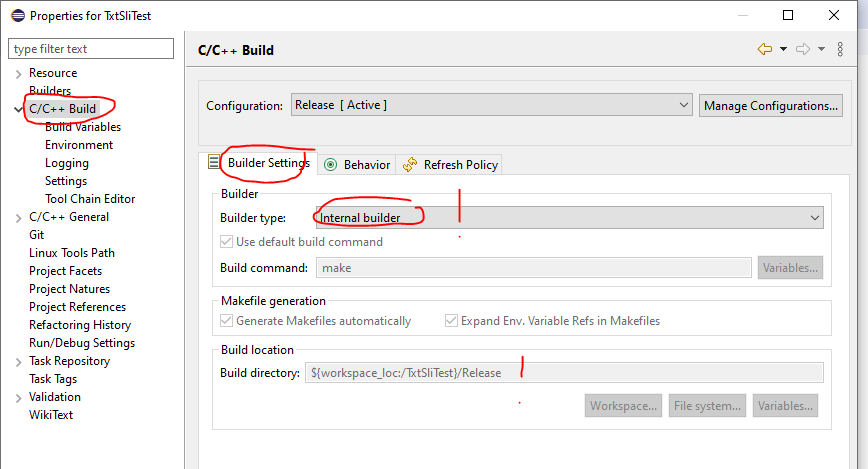 Properties for TxtSliTest
type filter text
Resource
Builders
C/C++ Build
Build Variables
Environment
Logging
Settings
Tool Chain Editor
C/C++ General
Git
Linux Tools Path
Project Facets
Project Natures
Project References
Refactoring History
Run/Debug Settings
Task Repository
Task Tags
Validation
WikiText
C/C++ Build
Configuration: Release [ Active ] Manage Configurations...
Builder Settings Behavior Refresh Policy
Builder
Builder type: Internal builder
Use default build command
Build command: make Variables...
Makefile generation
Generate Makefiles automatically Expand Env. Variable Refs in Makefiles
Build location
Build directory: ${workspace_loc:/TxtSliTest}/Release
Workspace... File system... Variables...